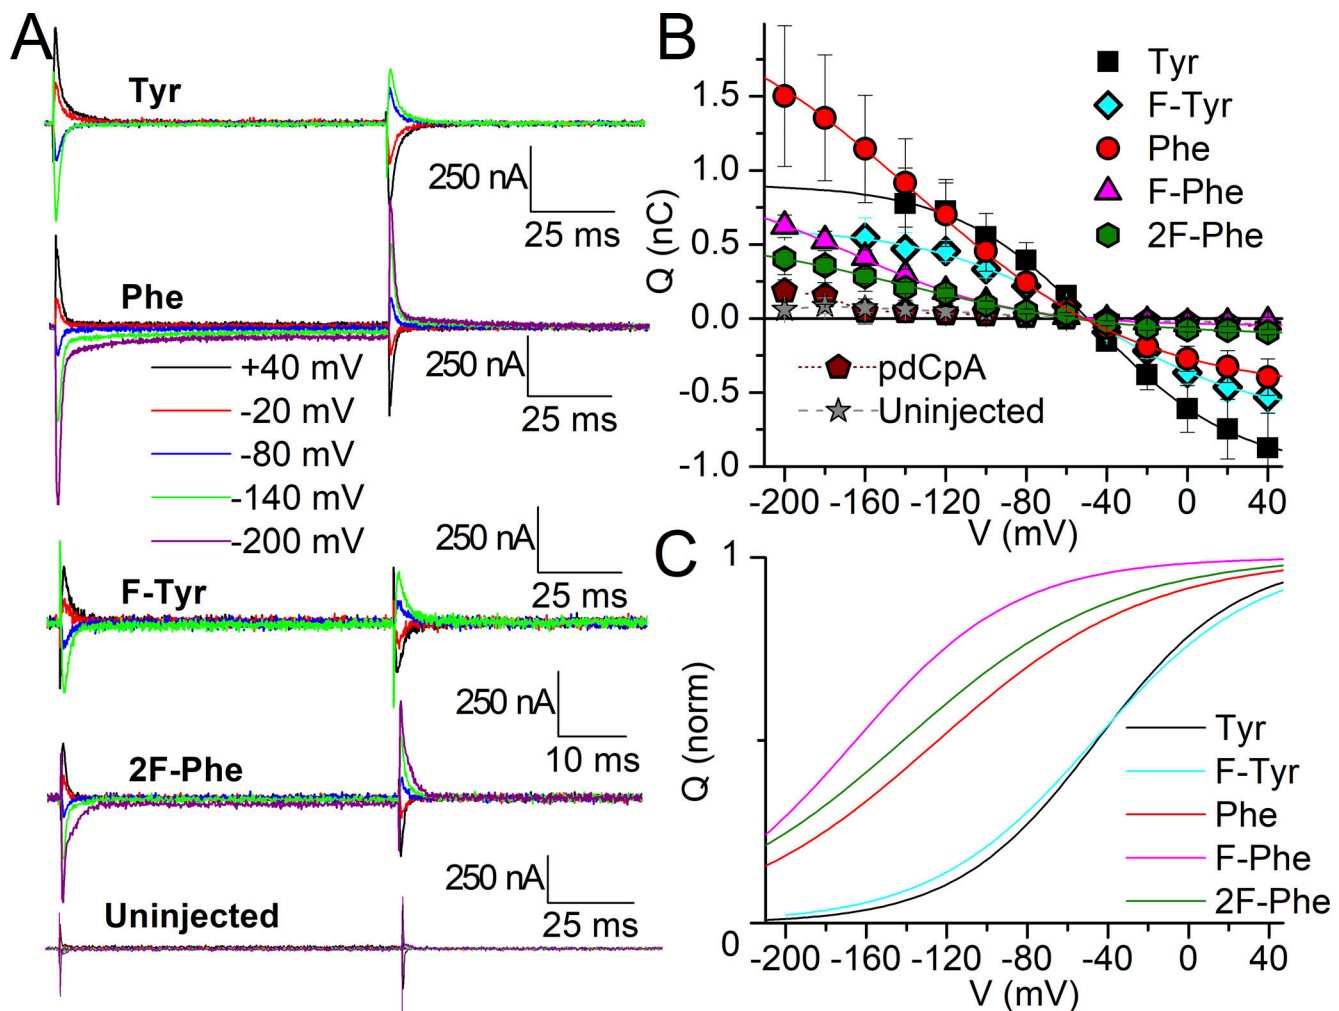 A
Tyr
250 nA
25 ms
Phe
+40 mV
-20 mV
-80 mV
-140 mV
-200 mV
250 nA
25 ms
F-Tyr
250 nA
25 ms
2F-Phe
250 nA
10 ms
Uninjected
250 nA
25 ms
B
Q (nC)
1.5
1.0
0.5
0.0
-0.5
-1.0
Tyr
F-Tyr
Phe
F-Phe
2F-Phe
pdCpA
Uninjected
-200 -160 -120 -80 -40 0 40
V (mV)
C
Q (norm)
1
0
Tyr
F-Tyr
Phe
F-Phe
2F-Phe
-200 -160 -120 -80 -40 0 40
V (mV)